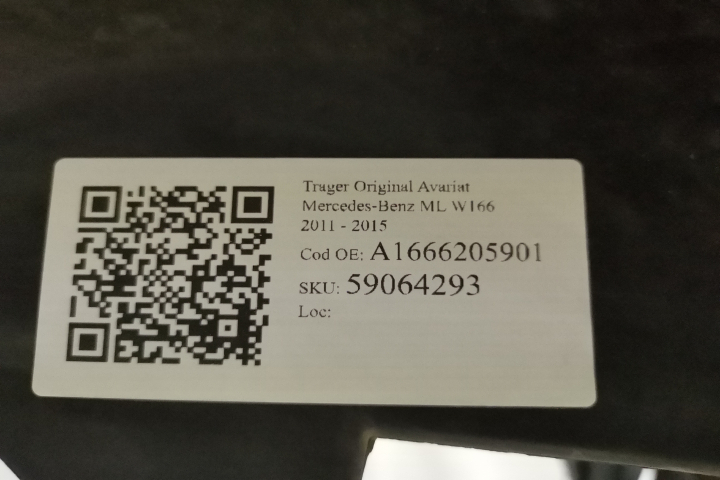 Trager Original Avariat
Mercedes-Benz ML W166
2011 - 2015
Cod OE: A1666205901
SKU: 59064293
Loc: